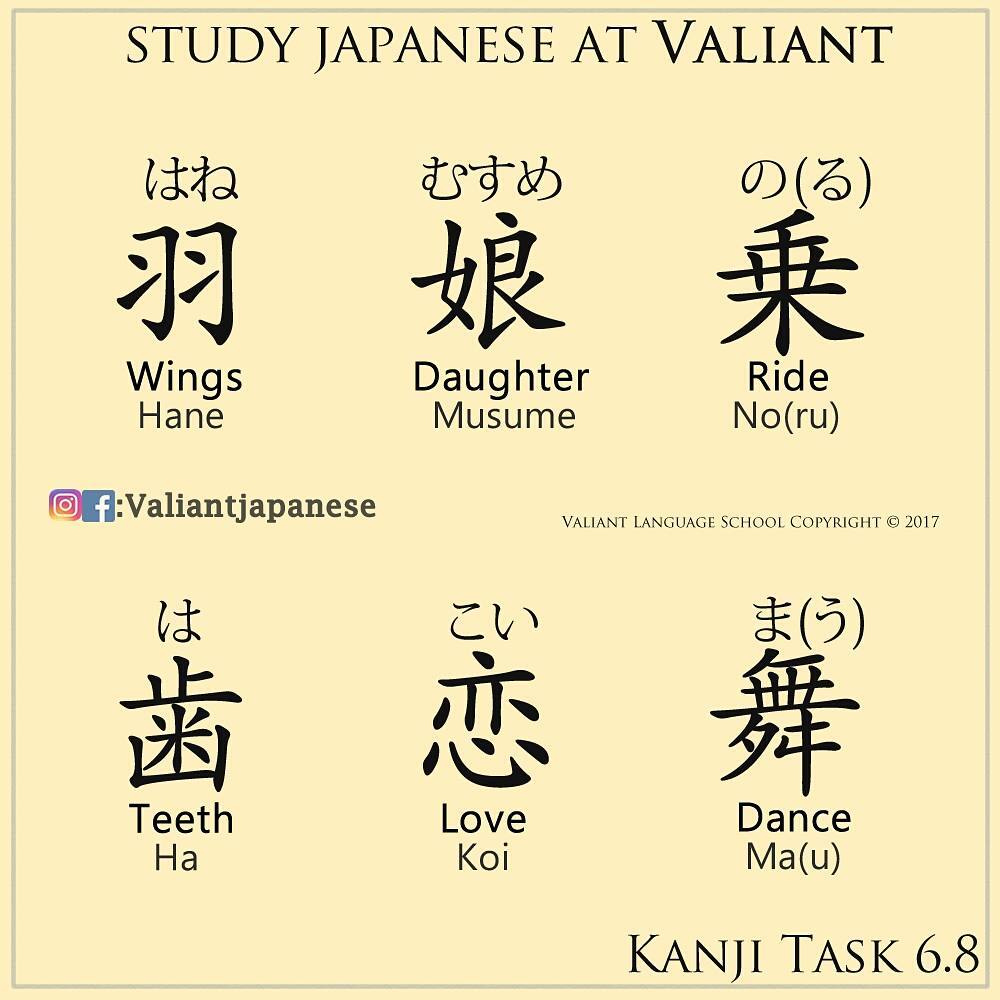 STUDY JAPANESE AT VALIANT
はね
羽
Wings
Hane
むすめ
娘
Daughter
Musume
の(る)
乗
Ride
No(ru)
:Valiantjapanese
VALIANT LANGUAGE SCHOOL COPYRIGHT © 2017
は
歯
Teeth
Ha
こい
恋
Love
Koi
ま(う)
舞
Dance
Ma(u)
KANJI TASK 6.8